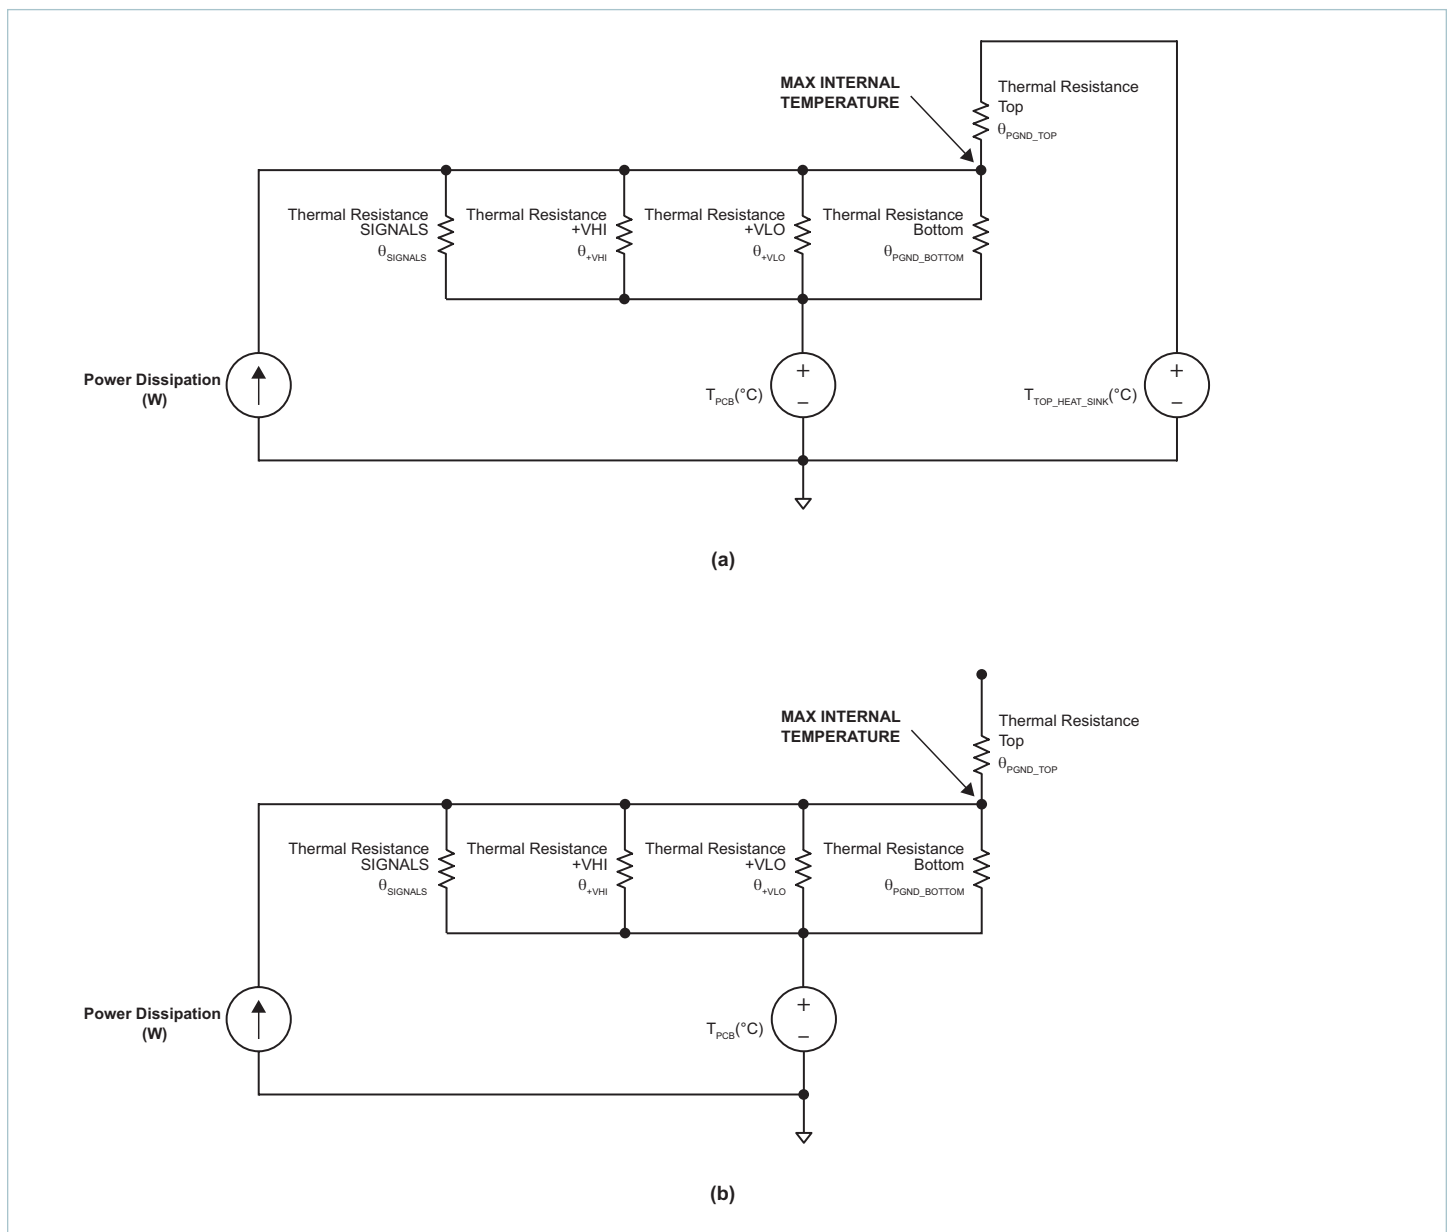 MAX INTERNAL
TEMPERATURE
Thermal Resistance
Top
θPGND_TOP
Thermal Resistance
SIGNALS
θSIGNALS
Thermal Resistance
+VHI
θ+VHI
Thermal Resistance
+VLO
θ+VLO
Thermal Resistance
Bottom
θPGND_BOTTOM
Power Dissipation
(W)
+
TPCB(°C)
–
+
TTOP_HEAT_SINK(°C)
–
(a)
MAX INTERNAL
TEMPERATURE
Thermal Resistance
Top
θPGND_TOP
Thermal Resistance
SIGNALS
θSIGNALS
Thermal Resistance
+VHI
θ+VHI
Thermal Resistance
+VLO
θ+VLO
Thermal Resistance
Bottom
θPGND_BOTTOM
Power Dissipation
(W)
+
TPCB(°C)
–
(b)